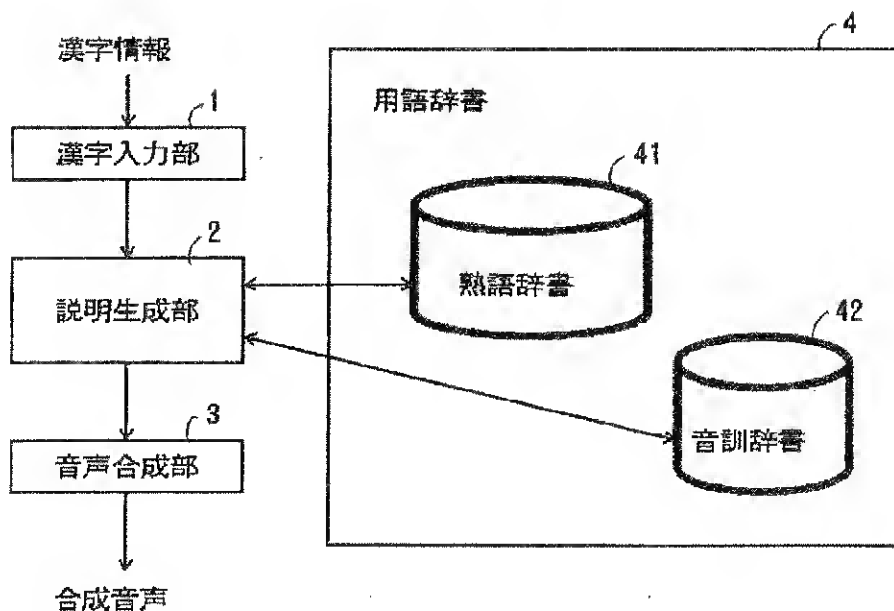 漢字情報
1
漢字入力部
2
説明生成部
3
音声合成部
合成音声
4
用語辞書
41
熟語辞書
42
音訓辞書